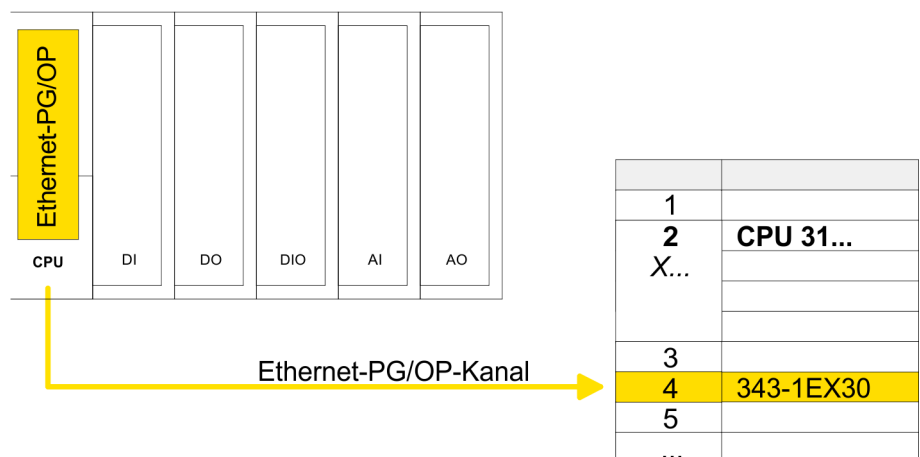 Ethernet-PG/OP
CPU
DI
DO
DIO
AI
AO
Ethernet-PG/OP-Kanal
1
2 CPU 31...
X...
3
4 343-1EX30
5
...